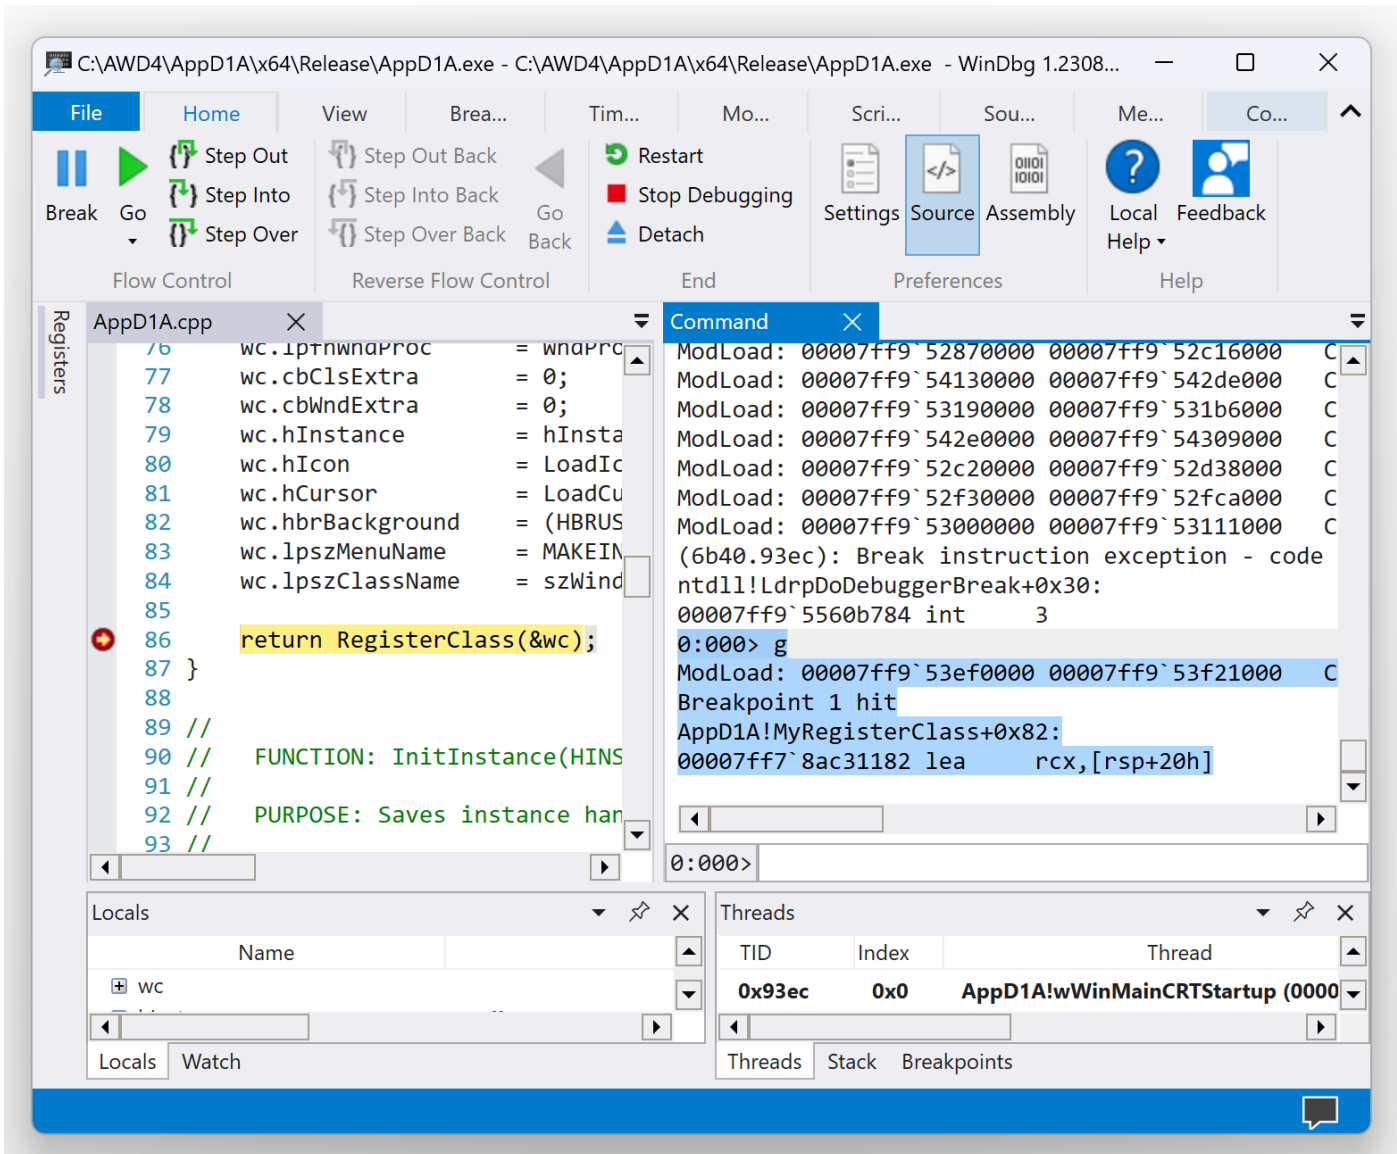 C:\AWD4\AppD1A\x64\Release\AppD1A.exe - C:\AWD4\AppD1A\x64\Release\AppD1A.exe - WinDbg 1.2308...
File Home View Brea... Tim... Mo... Scri... Sou... Me... Co...
Break
Go
Step Out
Step Into
Step Over
Flow Control
Step Out Back
Step Into Back
Step Over Back
Go Back
Reverse Flow Control
Restart
Stop Debugging
Detach
End
Settings Source Assembly
Preferences
Local Help
Feedback
Help
Registers
AppD1A.cpp
76 wc.lpfnWndProc = WndPro
77 wc.cbClsExtra = 0;
78 wc.cbWndExtra = 0;
79 wc.hInstance = hInsta
80 wc.hIcon = LoadIc
81 wc.hCursor = LoadCu
82 wc.hbrBackground = (HBRUS
83 wc.lpszMenuName = MAKEIN
84 wc.lpszClassName = szWind
85
86 return RegisterClass(&wc);
87 }
88
89 //
90 // FUNCTION: InitInstance(HINS
91 //
92 // PURPOSE: Saves instance han
93 //
Command
ModLoad: 00007ff9`52870000 00007ff9`52c16000 C
ModLoad: 00007ff9`54130000 00007ff9`542de000 C
ModLoad: 00007ff9`53190000 00007ff9`531b6000 C
ModLoad: 00007ff9`542e0000 00007ff9`54309000 C
ModLoad: 00007ff9`52c20000 00007ff9`52d38000 C
ModLoad: 00007ff9`52f30000 00007ff9`52fca000 C
ModLoad: 00007ff9`53000000 00007ff9`53111000 C
(6b40.93ec): Break instruction exception - code
ntdll!LdrpDoDebuggerBreak+0x30:
00007ff9`5560b784 int 3
0:000> g
ModLoad: 00007ff9`53ef0000 00007ff9`53f21000 C
Breakpoint 1 hit
AppD1A!MyRegisterClass+0x82:
00007ff7`8ac31182 lea rcx,[rsp+20h]
0:000>
Locals
Name
wc
Locals Watch
Threads
TID Index Thread
0x93ec 0x0 AppD1A!wWinMainCRTStartup (0000
Threads Stack Breakpoints